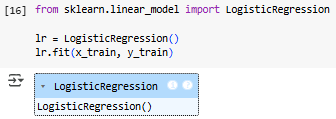 [16] from sklearn.linear_model import LogisticRegression
lr = LogisticRegression()
lr.fit(x_train, y_train)
LogisticRegression
LogisticRegression()